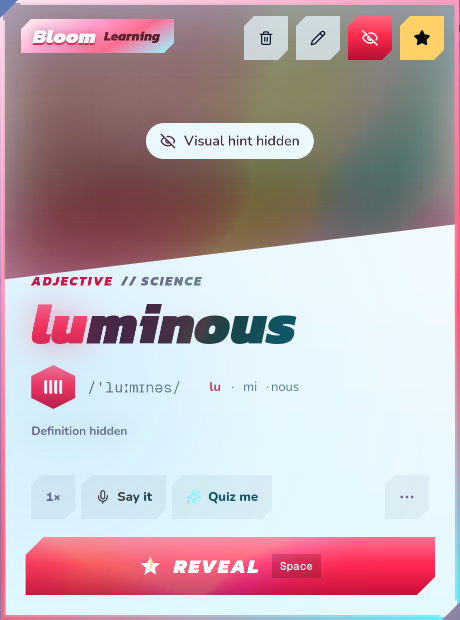 Bloom Learning
Visual hint hidden
ADJECTIVE // SCIENCE
luminous
/ˈluːmɪnəs/ lu · mi · nous
Definition hidden
1× Say it Quiz me ...
REVEAL Space